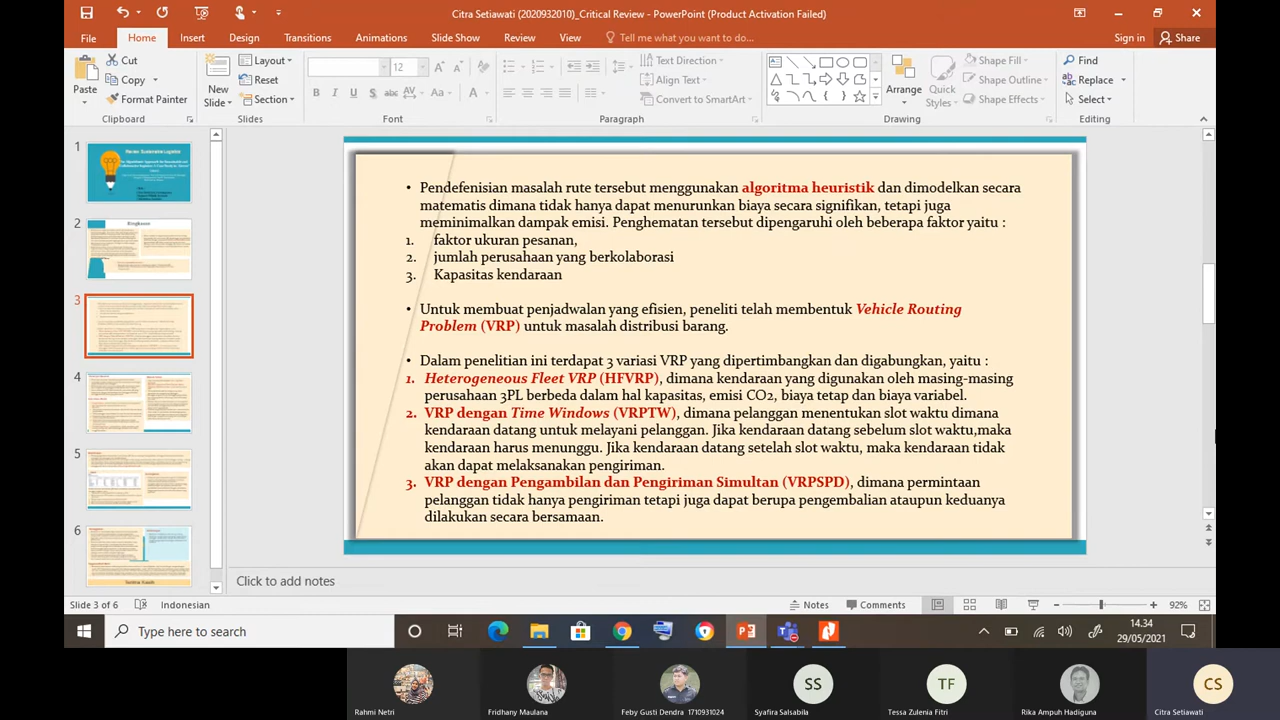 Citra Setiawati (2020932010)_Critical Review - PowerPoint (Product Activation Failed)
File Home Insert Design Transitions Animations Slide Show Review View Tell me what you want to do... Sign in Share
Paste
Cut
Copy
Format Painter
Clipboard
New Slide
Layout
Reset
Section
Slides
12
Font
Text Direction
Align Text
Convert to SmartArt
Paragraph
Arrange
Quick Styles
Shape Fill
Shape Outline
Shape Effects
Drawing
Find
Replace
Select
Editing
1
2
Ringkasan
3
4
5
6
• Pendefenisian masalah rute tersebut menggunakan algoritma heuristik dan dimodelkan secara
matematis dimana tidak hanya dapat menurunkan biaya secara signifikan, tetapi juga
meminimalkan dampak emisi. Penghematan tersebut dipengaruhi oleh beberapa faktor yaitu :
1. faktor ukuran pesanan,
2. jumlah perusahaan yang berkolaborasi
3. Kapasitas kendaraan
• Untuk membuat penjadwalan yang efisien, peneliti telah membentuk Vehicle Routing
Problem (VRP) untuk masalah distribusi barang.
• Dalam penelitian ini terdapat 3 variasi VRP yang dipertimbangkan dan digabungkan, yaitu :
1. Heterogeneous Fleet VRP (HFVRP), dimana kendaraan yang digunakan oleh masing-masing
perusahaan 3PL berbeda dalam hal kapasitas, emisi CO2, biaya tetap dan biaya variabel.
2. VRP dengan Time Windows (VRPTW), dimana pelanggan menentukan slot waktu dimana
kendaraan datang untuk melayani pelanggan. Jika kendaraan datang sebelum slot waktu,maka
kendaraan harus menunggu. Jika kendaraan datang setelah slot waktu, maka kendaraan tidak
akan dapat melaksanakan pengiriman.
3. VRP dengan Pengambilan dan Pengiriman Simultan (VRPSPD), dimana permintaan
pelanggan tidak hanya pengiriman tetapi juga dapat berupa pengembalian ataupun keduanya
dilakukan secara bersamaan.
Click to add notes
Slide 3 of 6 Indonesian Notes Comments 92%
Type here to search
14.34
29/05/2021
SS TF CS
Rahmi Netri Fridhany Maulana Feby Gusti Dendra 1710931024 Syafira Salsabila Tessa Zulenia Fitri Rika Ampuh Hadiguna Citra Setiawati